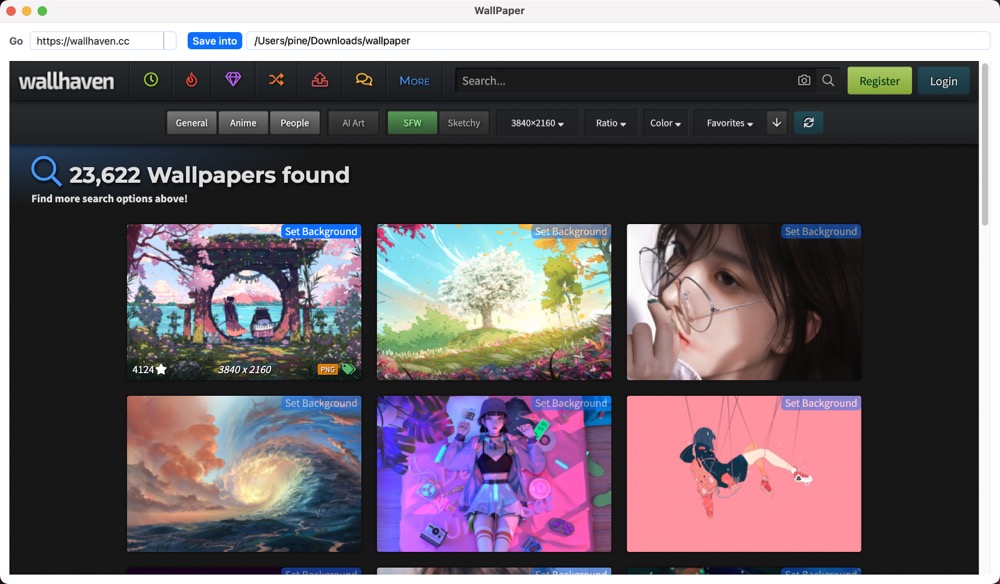 WallPaper
Go https://wallhaven.cc Save into /Users/pine/Downloads/wallpaper
wallhaven More Search... Register Login
General Anime People AI Art SFW Sketchy 3840×2160 Ratio Color Favorites
23,622 Wallpapers found
Find more search options above!
Set Background Set Background Set Background
4124 3840 x 2160 PNG
Set Background Set Background Set Background
Set Background Set Background Set Background